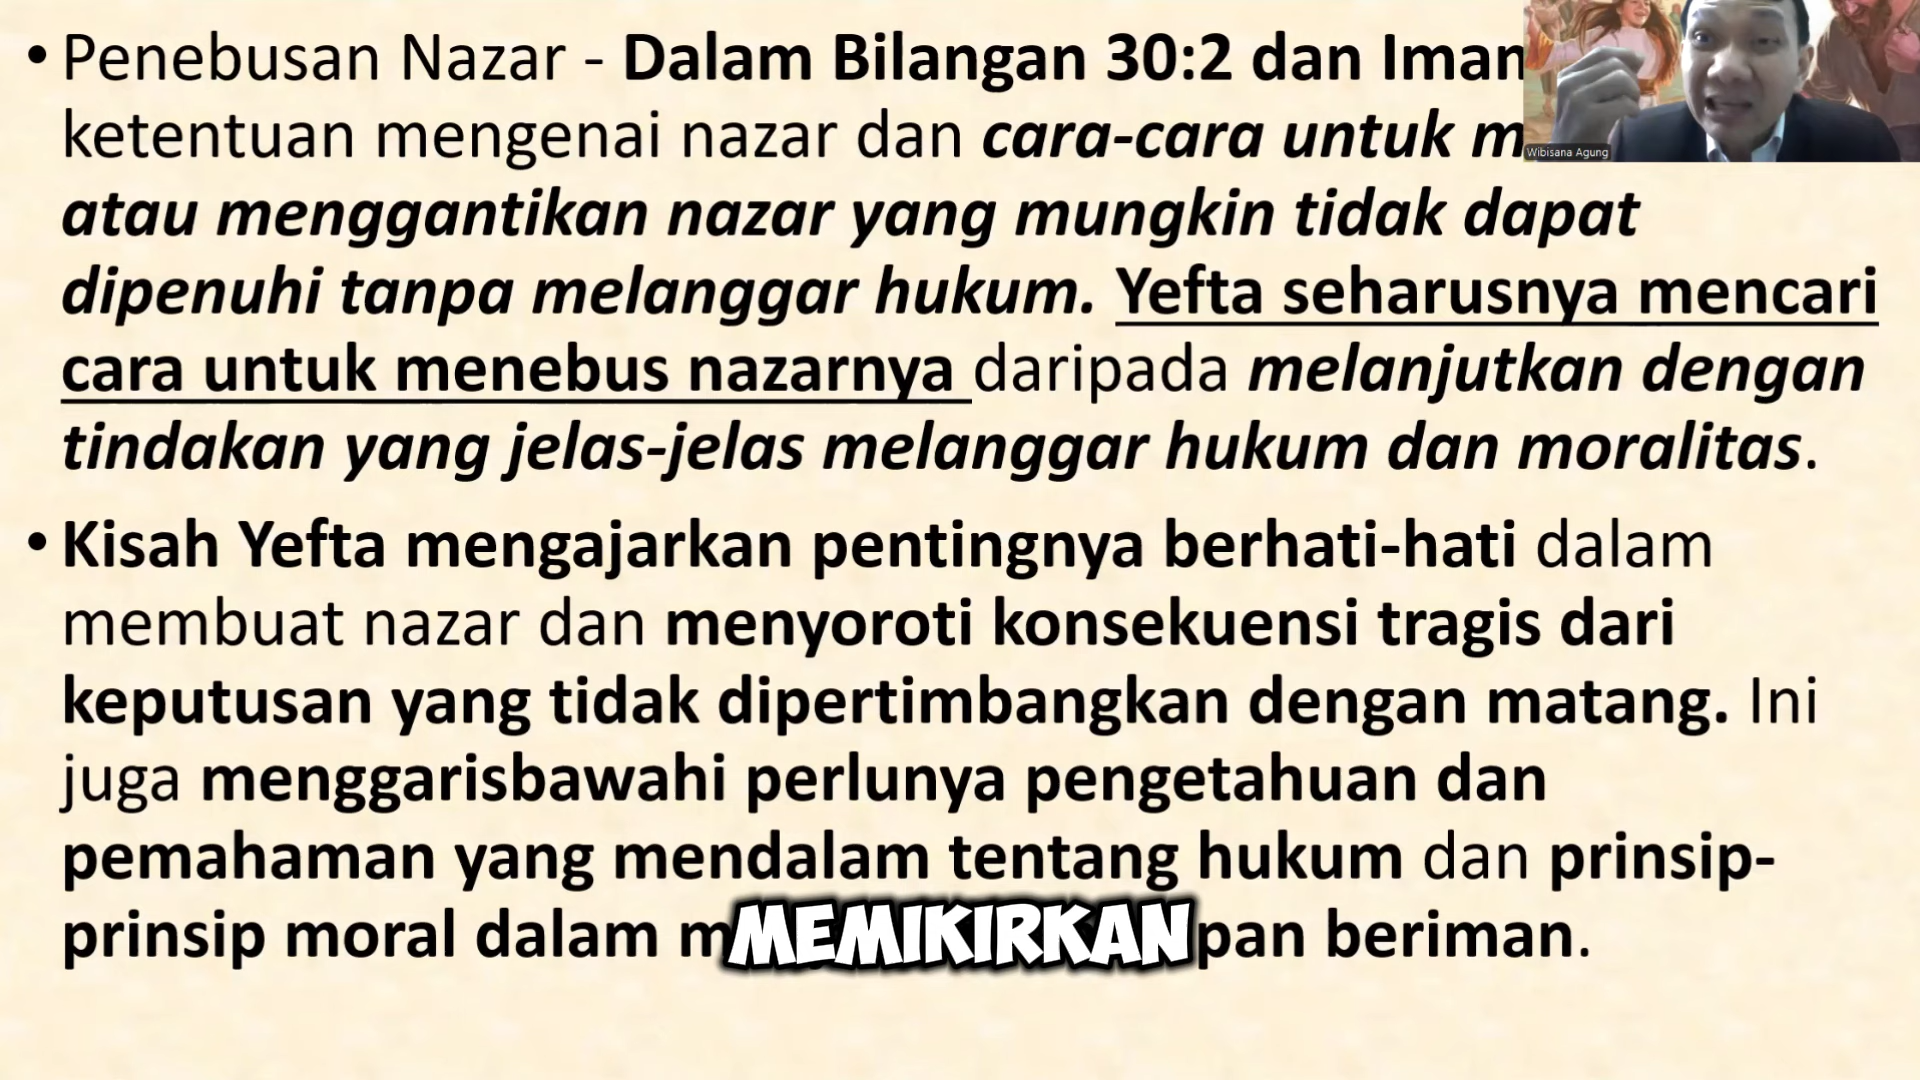 • Penebusan Nazar - Dalam Bilangan 30:2 dan Iman
ketentuan mengenai nazar dan cara-cara untuk m
atau menggantikan nazar yang mungkin tidak dapat
dipenuhi tanpa melanggar hukum. Yefta seharusnya mencari
cara untuk menebus nazarnya daripada melanjutkan dengan
tindakan yang jelas-jelas melanggar hukum dan moralitas.
• Kisah Yefta mengajarkan pentingnya berhati-hati dalam
membuat nazar dan menyoroti konsekuensi tragis dari
keputusan yang tidak dipertimbangkan dengan matang. Ini
juga menggarisbawahi perlunya pengetahuan dan
pemahaman yang mendalam tentang hukum dan prinsip-
prinsip moral dalam m pan beriman.
MEMIKIRKAN
Wibisana Agung